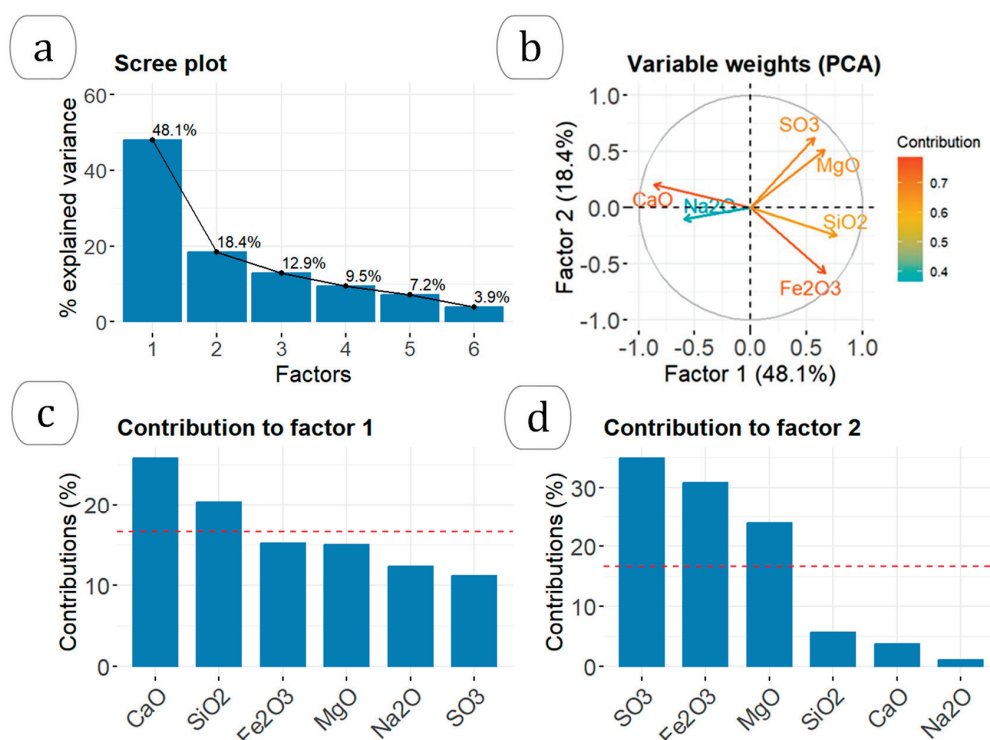 a
Scree plot
% explained variance
60
40
20
0
48.1%
18.4%
12.9%
9.5%
7.2%
3.9%
1
2
3
4
5
6
Factors
b
Variable weights (PCA)
Factor 2 (18.4%)
1.0
0.5
0.0
-0.5
-1.0
SO3
MgO
CaO
Na2O
SiO2
Fe2O3
-1.0
-0.5
0.0
0.5
1.0
Factor 1 (48.1%)
Contribution
0.7
0.6
0.5
0.4
c
Contribution to factor 1
Contributions (%)
20
10
0
CaO
SiO2
Fe2O3
MgO
Na2O
SO3
d
Contribution to factor 2
Contributions (%)
30
20
10
0
SO3
Fe2O3
MgO
SiO2
CaO
Na2O